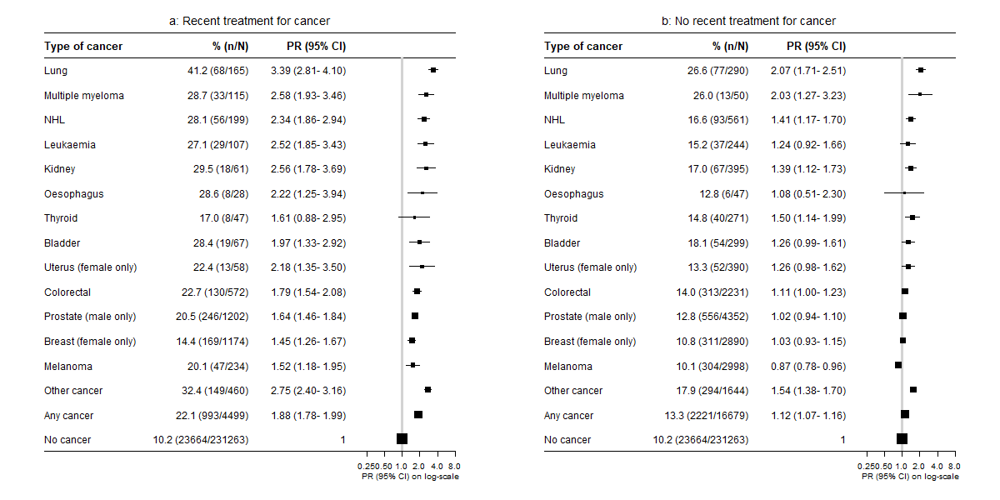 a: Recent treatment for cancer
Type of cancer % (n/N) PR (95% CI)
Lung 41.2 (68/165) 3.39 (2.81- 4.10)
Multiple myeloma 28.7 (33/115) 2.58 (1.93- 3.46)
NHL 28.1 (56/199) 2.34 (1.86- 2.94)
Leukaemia 27.1 (29/107) 2.52 (1.85- 3.43)
Kidney 29.5 (18/61) 2.56 (1.78- 3.69)
Oesophagus 28.6 (8/28) 2.22 (1.25- 3.94)
Thyroid 17.0 (8/47) 1.61 (0.88- 2.95)
Bladder 28.4 (19/67) 1.97 (1.33- 2.92)
Uterus (female only) 22.4 (13/58) 2.18 (1.35- 3.50)
Colorectal 22.7 (130/572) 1.79 (1.54- 2.08)
Prostate (male only) 20.5 (246/1202) 1.64 (1.46- 1.84)
Breast (female only) 14.4 (169/1174) 1.45 (1.26- 1.67)
Melanoma 20.1 (47/234) 1.52 (1.18- 1.95)
Other cancer 32.4 (149/460) 2.75 (2.40- 3.16)
Any cancer 22.1 (993/4499) 1.88 (1.78- 1.99)
No cancer 10.2 (23664/231263) 1
0.25 0.50 1.0 2.0 4.0 8.0
PR (95% CI) on log-scale
b: No recent treatment for cancer
Type of cancer % (n/N) PR (95% CI)
Lung 26.6 (77/290) 2.07 (1.71- 2.51)
Multiple myeloma 26.0 (13/50) 2.03 (1.27- 3.23)
NHL 16.6 (93/561) 1.41 (1.17- 1.70)
Leukaemia 15.2 (37/244) 1.24 (0.92- 1.66)
Kidney 17.0 (67/395) 1.39 (1.12- 1.73)
Oesophagus 12.8 (6/47) 1.08 (0.51- 2.30)
Thyroid 14.8 (40/271) 1.50 (1.14- 1.99)
Bladder 18.1 (54/299) 1.26 (0.99- 1.61)
Uterus (female only) 13.3 (52/390) 1.26 (0.98- 1.62)
Colorectal 14.0 (313/2231) 1.11 (1.00- 1.23)
Prostate (male only) 12.8 (556/4352) 1.02 (0.94- 1.10)
Breast (female only) 10.8 (311/2890) 1.03 (0.93- 1.15)
Melanoma 10.1 (304/2998) 0.87 (0.78- 0.96)
Other cancer 17.9 (294/1644) 1.54 (1.38- 1.70)
Any cancer 13.3 (2221/16679) 1.12 (1.07- 1.16)
No cancer 10.2 (23664/231263) 1
0.25 0.50 1.0 2.0 4.0 8.0
PR (95% CI) on log-scale